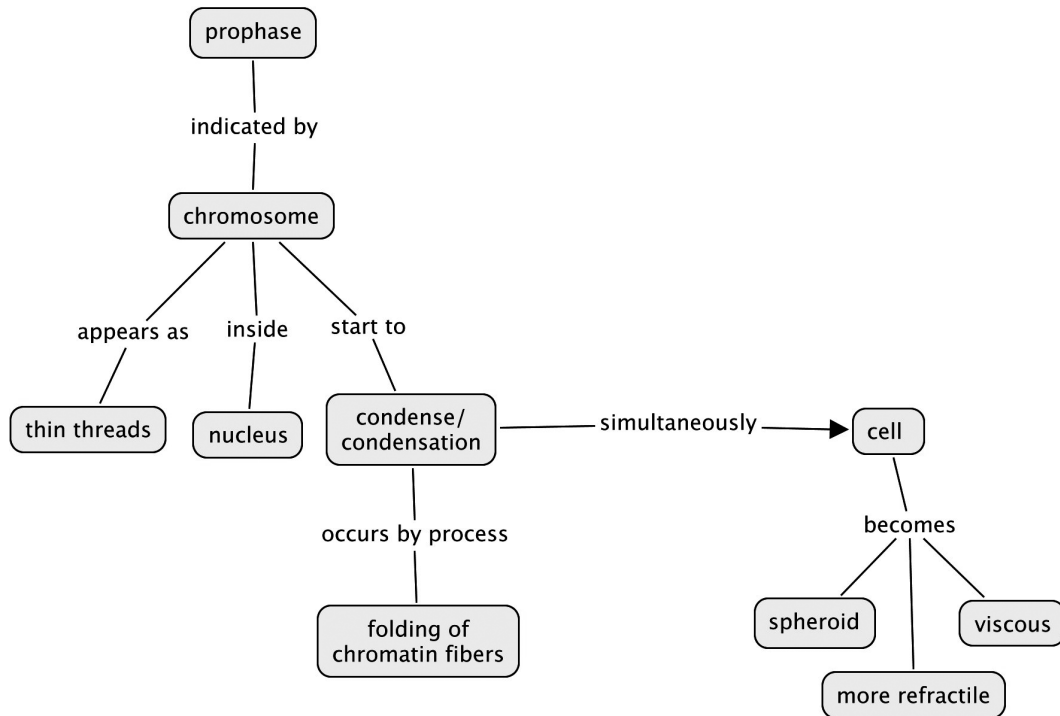 prophase
indicated by
chromosome
appears as
inside
start to
thin threads
nucleus
condense/
condensation
simultaneously
cell
occurs by process
becomes
folding of
chromatin fibers
spheroid
viscous
more refractile